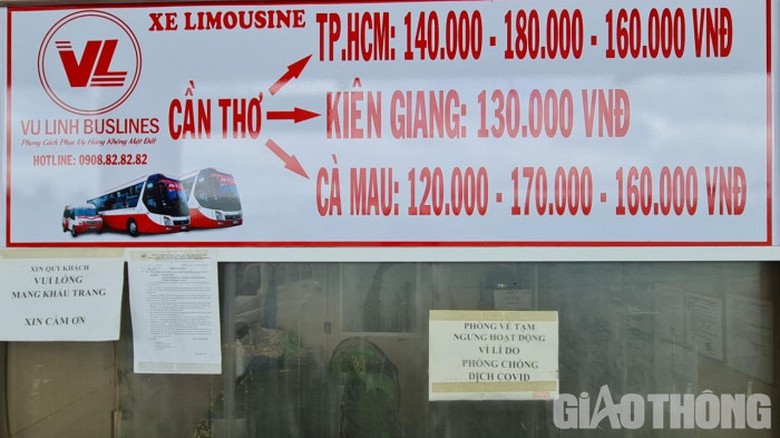 VL
VU LINH BUSLINES
Phong Cách Phục Vụ Hàng Không Mặt Đất
HOTLINE: 0908.82.82.82
XE LIMOUSINE
CẦN THƠ
TP.HCM: 140.000 - 180.000 - 160.000 VNĐ
KIÊN GIANG: 130.000 VNĐ
CÀ MAU: 120.000 - 170.000 - 160.000 VNĐ
XIN QUÝ KHÁCH
VUI LÒNG
MANG KHẨU TRANG
XIN CẢM ƠN
PHÒNG VÉ TẠM
NGƯNG HOẠT ĐỘNG
VÌ LÍ DO
PHÒNG CHỐNG
DỊCH COVID
GIAO THÔNG